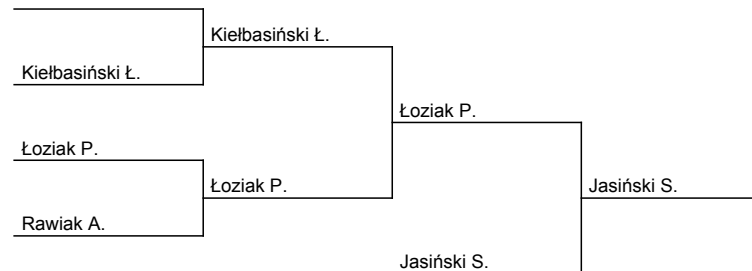 Kiełbasiński Ł.
Kiełbasiński Ł.
Łoziak P.
Łoziak P.
Łoziak P.
Jasiński S.
Rawiak A.
Jasiński S.